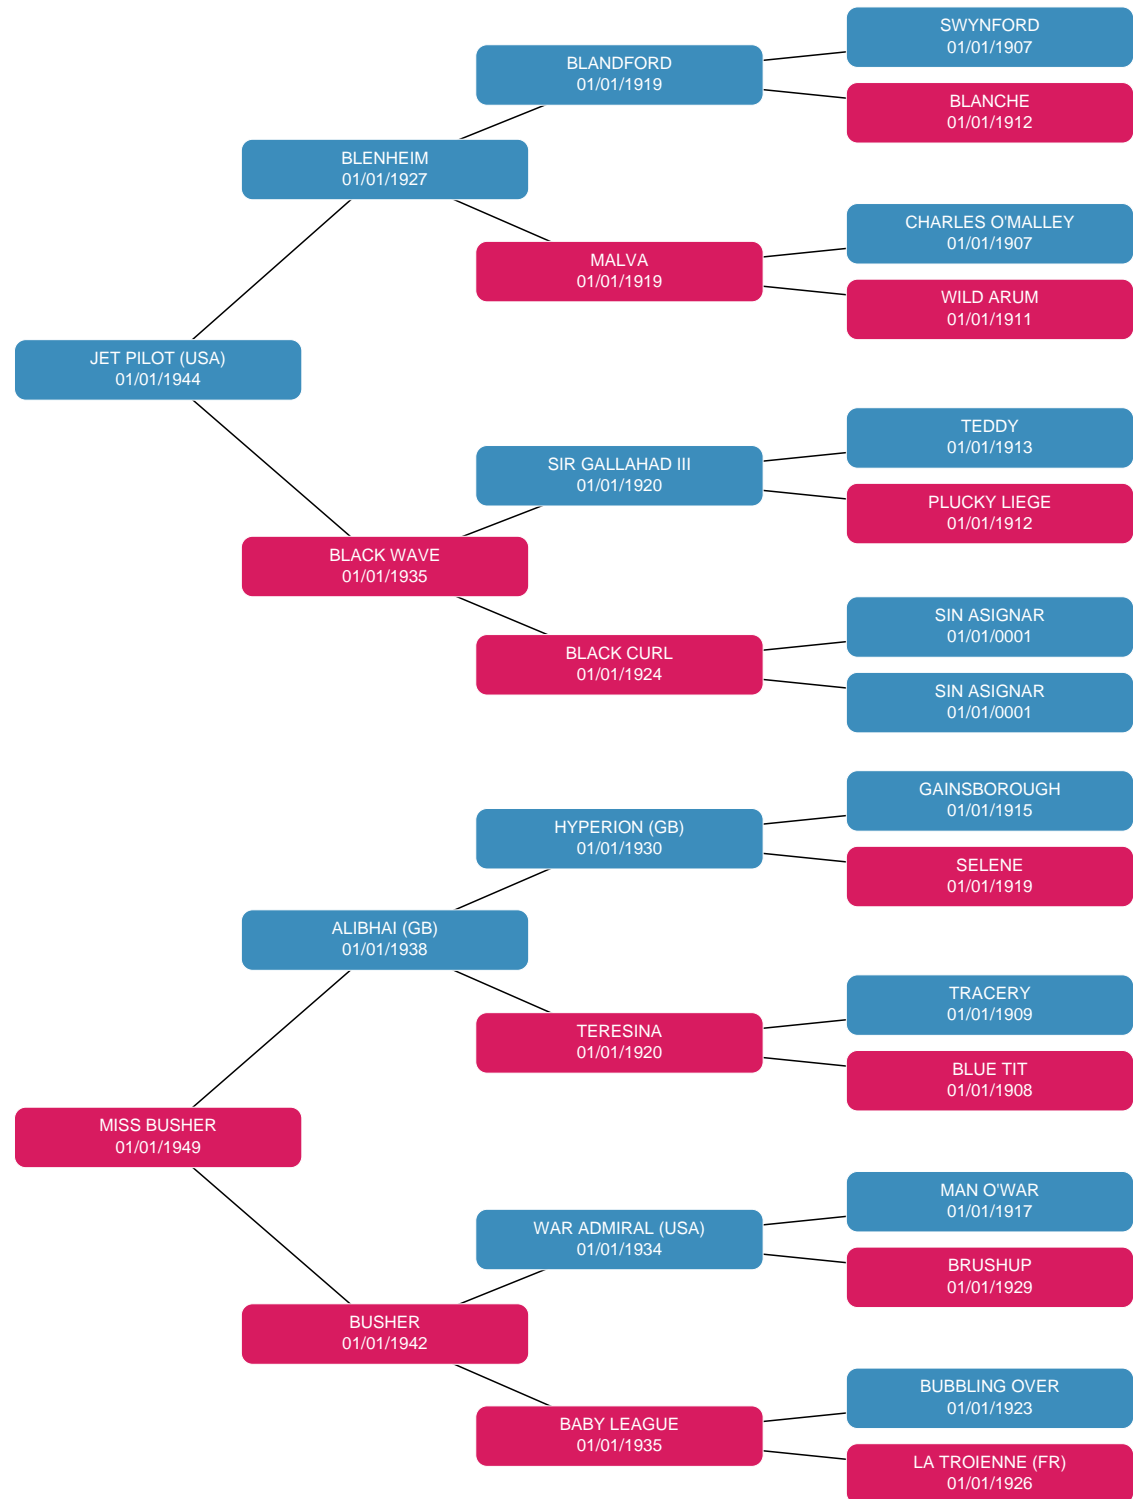 SWYNFORD
01/01/1907
BLANDFORD
01/01/1919
BLANCHE
01/01/1912
BLENHEIM
01/01/1927
CHARLES O'MALLEY
01/01/1907
MALVA
01/01/1919
WILD ARUM
01/01/1911
JET PILOT (USA)
01/01/1944
TEDDY
01/01/1913
SIR GALLAHAD III
01/01/1920
PLUCKY LIEGE
01/01/1912
BLACK WAVE
01/01/1935
SIN ASIGNAR
01/01/0001
BLACK CURL
01/01/1924
SIN ASIGNAR
01/01/0001
GAINSBOROUGH
01/01/1915
HYPERION (GB)
01/01/1930
SELENE
01/01/1919
ALIBHAI (GB)
01/01/1938
TRACERY
01/01/1909
TERESINA
01/01/1920
BLUE TIT
01/01/1908
MISS BUSHER
01/01/1949
MAN O'WAR
01/01/1917
WAR ADMIRAL (USA)
01/01/1934
BRUSHUP
01/01/1929
BUSHER
01/01/1942
BUBBLING OVER
01/01/1923
BABY LEAGUE
01/01/1935
LA TROIENNE (FR)
01/01/1926